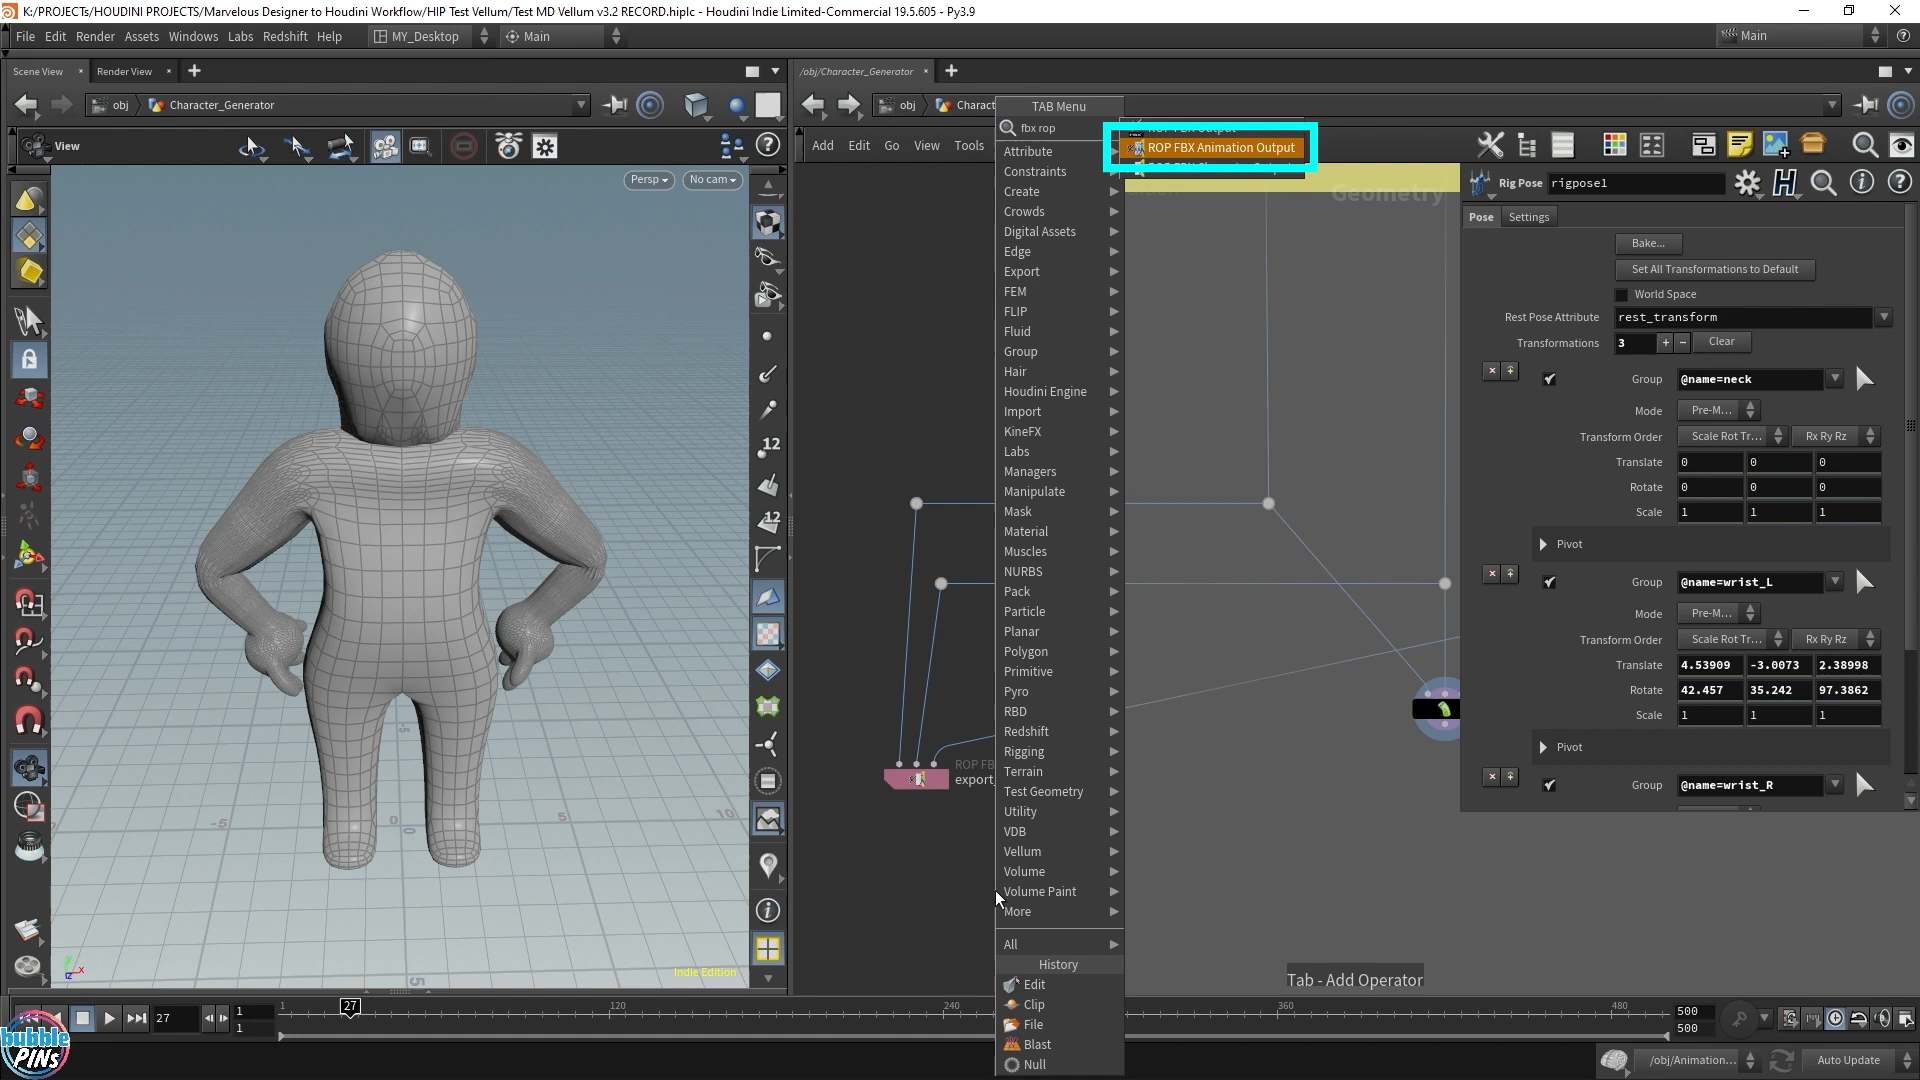 K:/PROJECTs/HOUDINI PROJECTS/Marvelous Designer to Houdini Workflow/HIP Test Vellum/Test MD Vellum v3.2 RECORD.hiplc - Houdini Indie Limited-Commercial 19.5.605 - Py3.9
File Edit Render Assets Windows Labs Redshift Help MY_Desktop Main Main
Scene View Render View /obj/Character_Generator
obj Character_Generator obj Charact
TAB Menu
fbx rop
View Add Edit Go View Tools
ROP FBX Animation Output
Persp No cam
Geometry
Rig Pose rigpose1
Pose Settings
Bake...
Set All Transformations to Default
World Space
Rest Pose Attribute rest_transform
Transformations 3 + - Clear
Group @name=neck
Mode Pre-M...
Transform Order Scale Rot Tr... Rx Ry Rz
Translate 0 0 0
Rotate 0 0 0
Scale 1 1 1
Pivot
Group @name=wrist_L
Mode Pre-M...
Transform Order Scale Rot Tr... Rx Ry Rz
Translate 4.53909 -3.0073 2.38998
Rotate 42.457 35.242 97.3862
Scale 1 1 1
Pivot
Group @name=wrist_R
Attribute
Constraints
Create
Crowds
Digital Assets
Edge
Export
FEM
FLIP
Fluid
Group
Hair
Houdini Engine
Import
KineFX
Labs
Managers
Manipulate
Mask
Material
Muscles
NURBS
Pack
Particle
Planar
Polygon
Primitive
Pyro
RBD
Redshift
Rigging
Terrain
Test Geometry
Utility
VDB
Vellum
Volume
Volume Paint
More
All
History
Edit
Clip
File
Blast
Null
ROP FB
export
12
12
-5 0 0 5 10
5
Indie Edition
Tab - Add Operator
27 1 1 1 27 120 240 360 480 500 500
bubble PINS
/obj/Animation... Auto Update